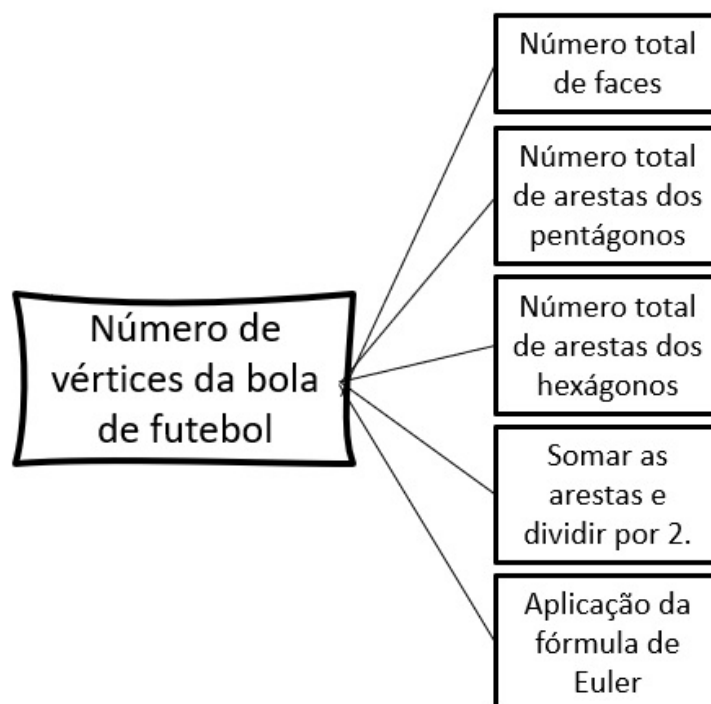 Número de
vértices da bola
de futebol
Número total
de faces
Número total
de arestas dos
pentágonos
Número total
de arestas dos
hexágonos
Somar as
arestas e
dividir por 2.
Aplicação da
fórmula de
Euler